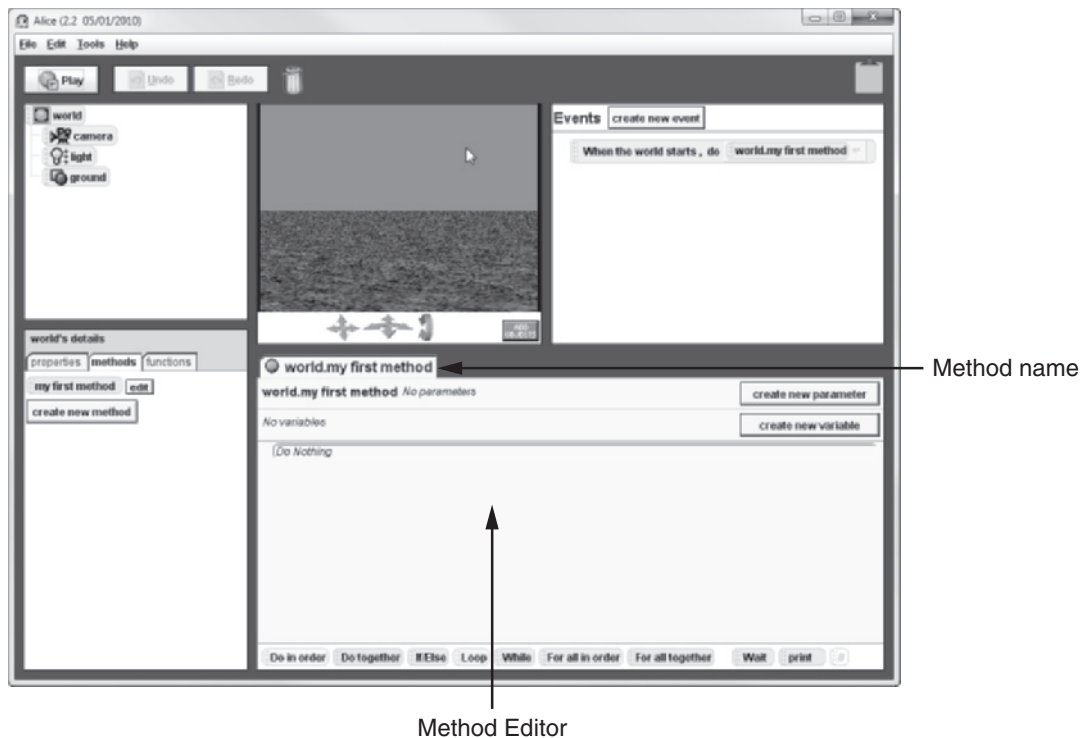 Alice (2.2 05/01/2010)
File Edit Tools Help
Play Undo Redo
world
camera
light
ground
Events create new event
When the world starts, do world.my first method
ADD OBJECTS
world's details
properties methods functions
my first method edit
create new method
world.my first method
Method name
world.my first method No parameters
create new parameter
No variables
create new variable
(Do Nothing
Do in order Do together If/Else Loop While For all in order For all together Wait print //
Method Editor